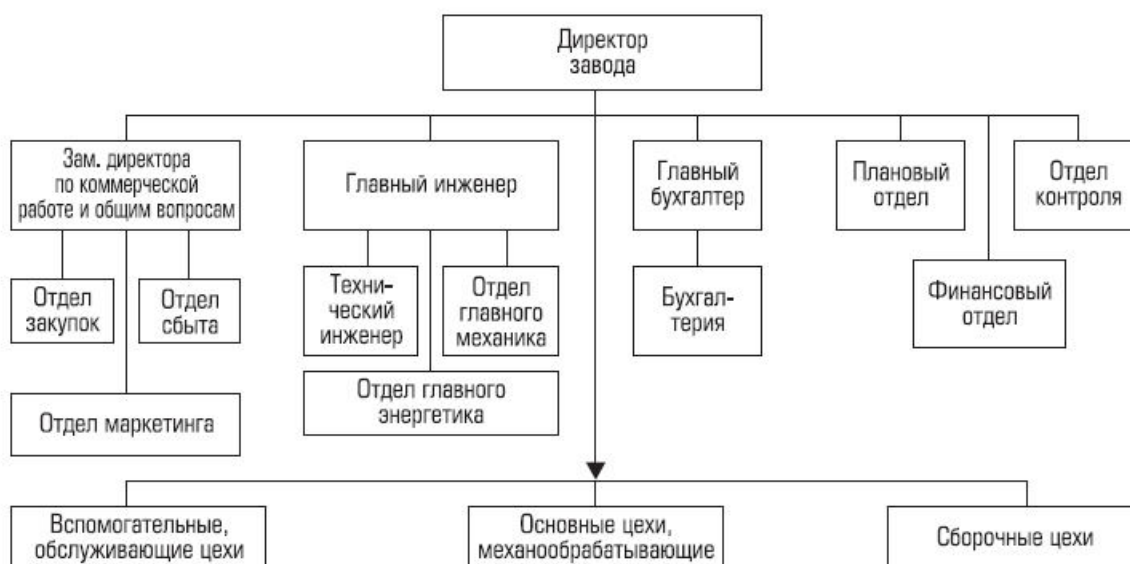 Директор
завода
Зам. директора
по коммерческой
работе и общим вопросам
Главный инженер
Главный
бухгалтер
Плановый
отдел
Отдел
контроля
Отдел
закупок
Отдел
сбыта
Техни-
ческий
инженер
Отдел
главного
механика
Бухгал-
терия
Финансовый
отдел
Отдел маркетинга
Отдел главного
энергетика
Вспомогательные,
обслуживающие цехи
Основные цехи,
механообрабатывающие
Сборочные цехи